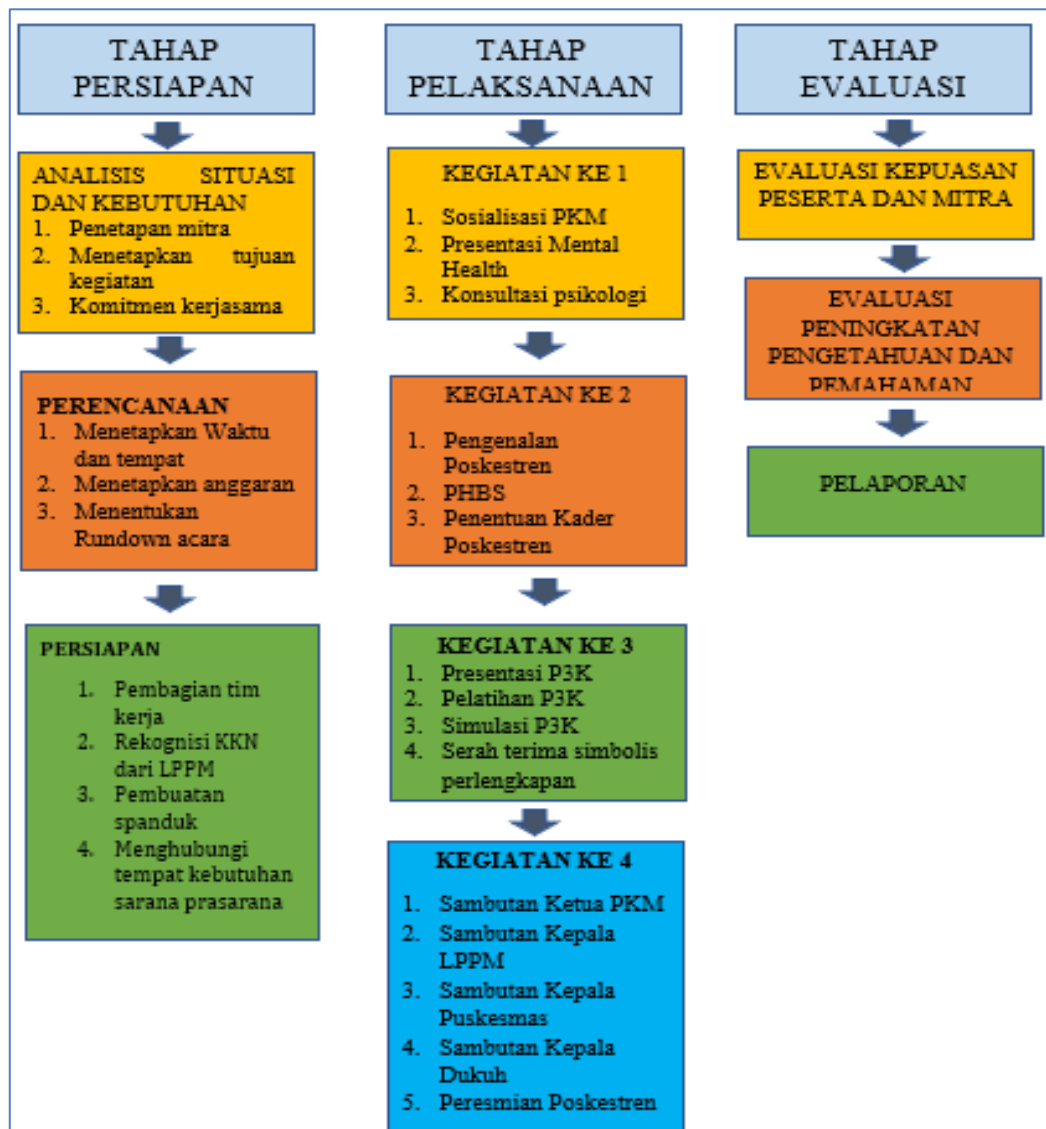 TAHAP
PERSIAPAN
ANALISIS SITUASI
DAN KEBUTUHAN
1. Penetapan mitra
2. Menetapkan tujuan
kegiatan
3. Komitmen kerjasama
PERENCANAAN
1. Menetapkan Waktu
dan tempat
2. Menetapkan anggaran
3. Menentukan
Rundown acara
PERSIAPAN
1. Pembagian tim
kerja
2. Rekognisi KKN
dari LPPM
3. Pembuatan
spanduk
4. Menghubungi
tempat kebutuhan
sarana prasarana
TAHAP
PELAKSANAAN
KEGIATAN KE 1
1. Sosialisasi PKM
2. Presentasi Mental
Health
3. Konsultasi psikologi
KEGIATAN KE 2
1. Pengenalan
Poskestren
2. PHBS
3. Penentuan Kader
Poskestren
KEGIATAN KE 3
1. Presentasi P3K
2. Pelatihan P3K
3. Simulasi P3K
4. Serah terima simbolis
perlengkapan
KEGIATAN KE 4
1. Sambutan Ketua PKM
2. Sambutan Kepala
LPPM
3. Sambutan Kepala
Puskesmas
4. Sambutan Kepala
Dukuh
5. Peresmian Poskestren
TAHAP
EVALUASI
EVALUASI KEPUASAN
PESERTA DAN MITRA
EVALUASI
PENINGKATAN
PENGETAHUAN DAN
PEMAHAMAN
PELAPORAN